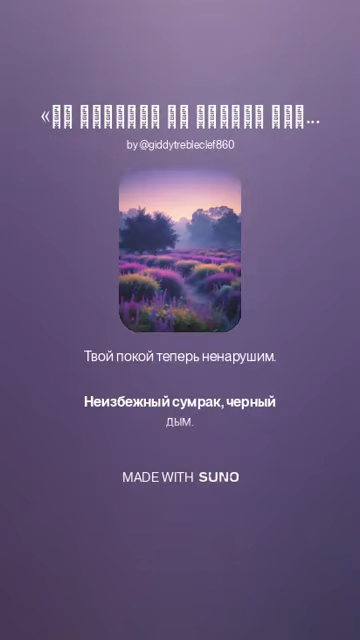 by @giddytrebleclef860
Твой покой теперь ненарушим.
Неизбежный сумрак, черный
дым.
MADE WITH SUNO